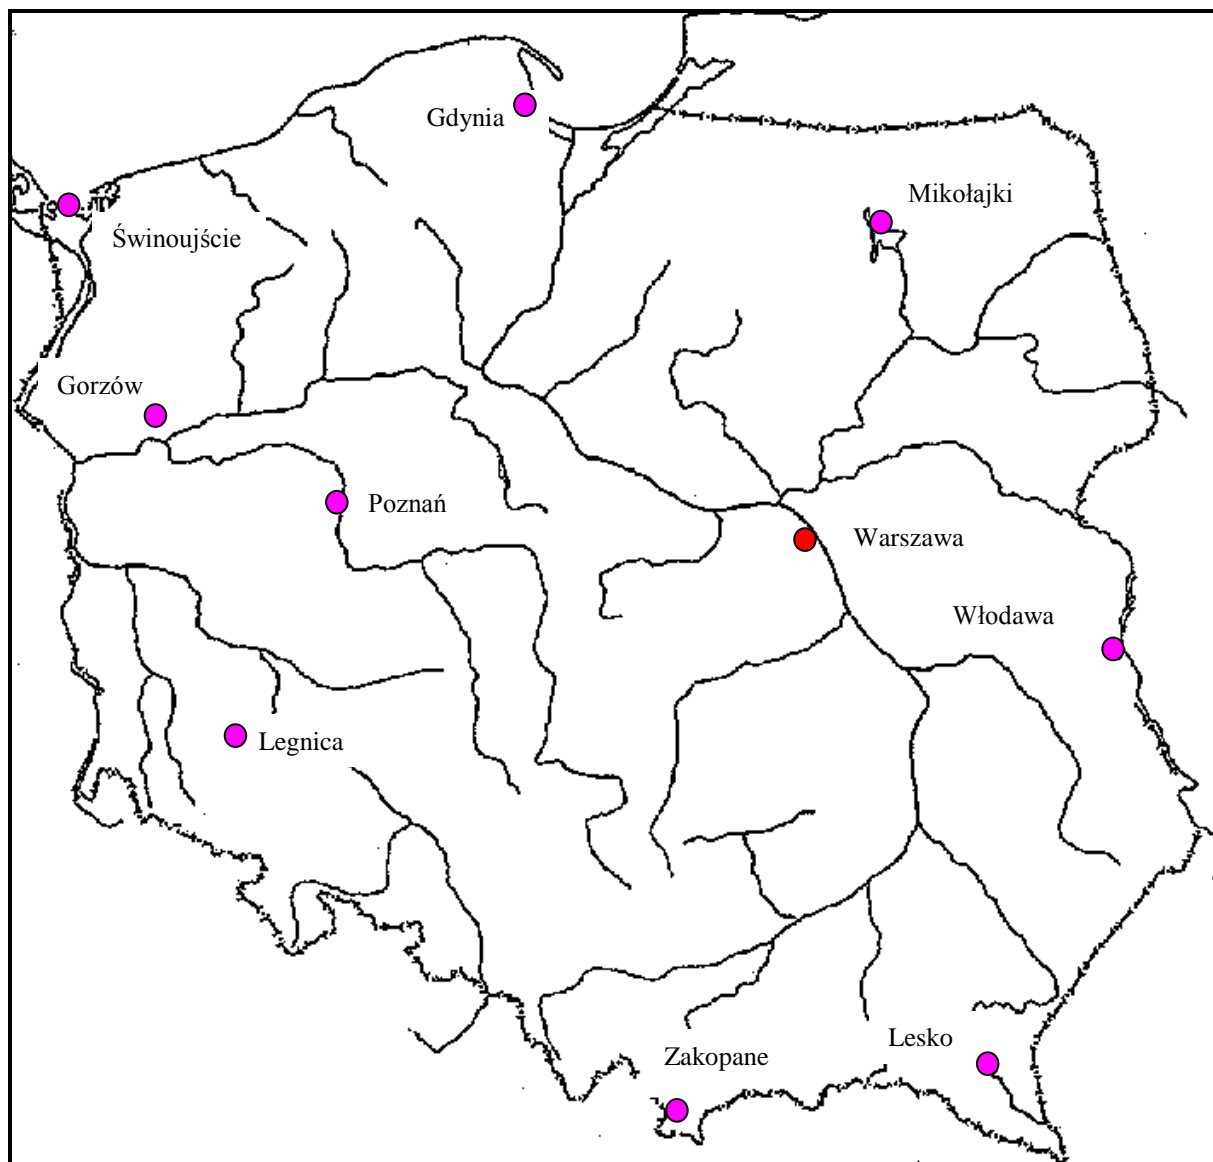 Gdynia
Mikołajki
Świnoujście
Gorzów
Poznań
Warszawa
Włodawa
Legnica
Lesko
Zakopane